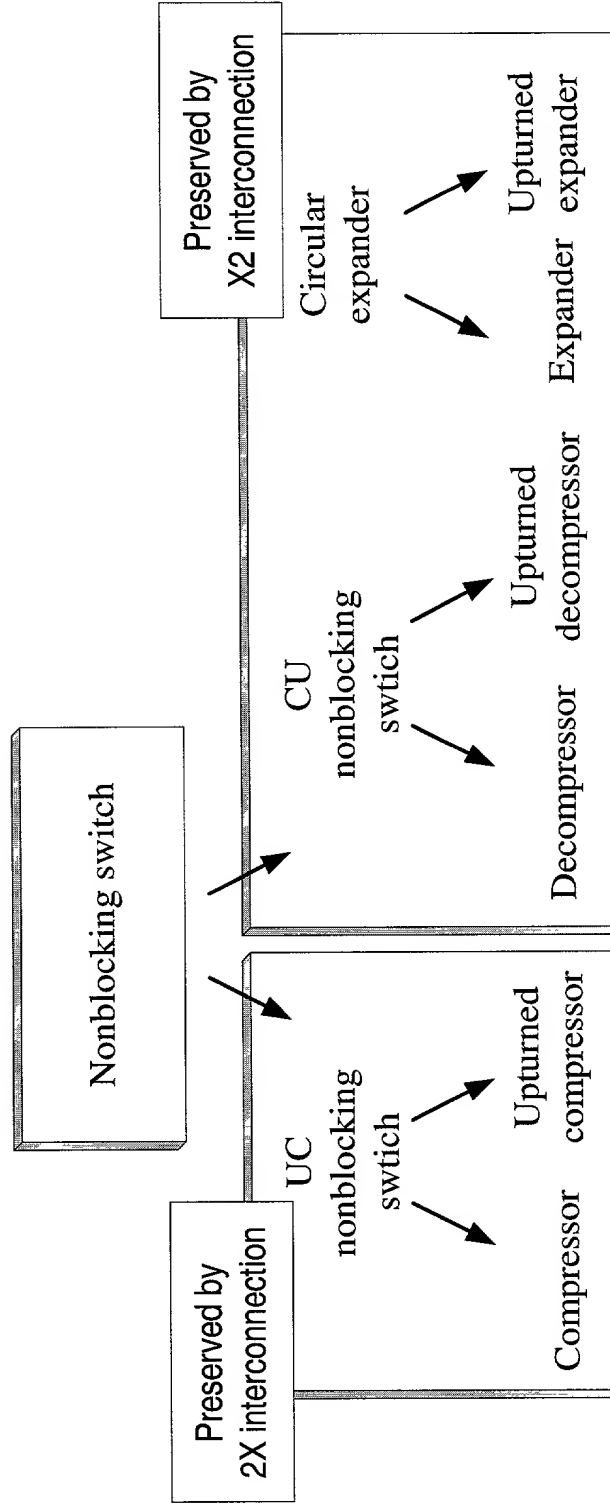 Nonblocking switch
Preserved by
2X interconnection
UC
nonblocking
swtich
Compressor
Upturned
compressor
Preserved by
X2 interconnection
CU
nonblocking
swtich
Decompressor
Upturned
decompressor
Circular
expander
Expander
Upturned
expander